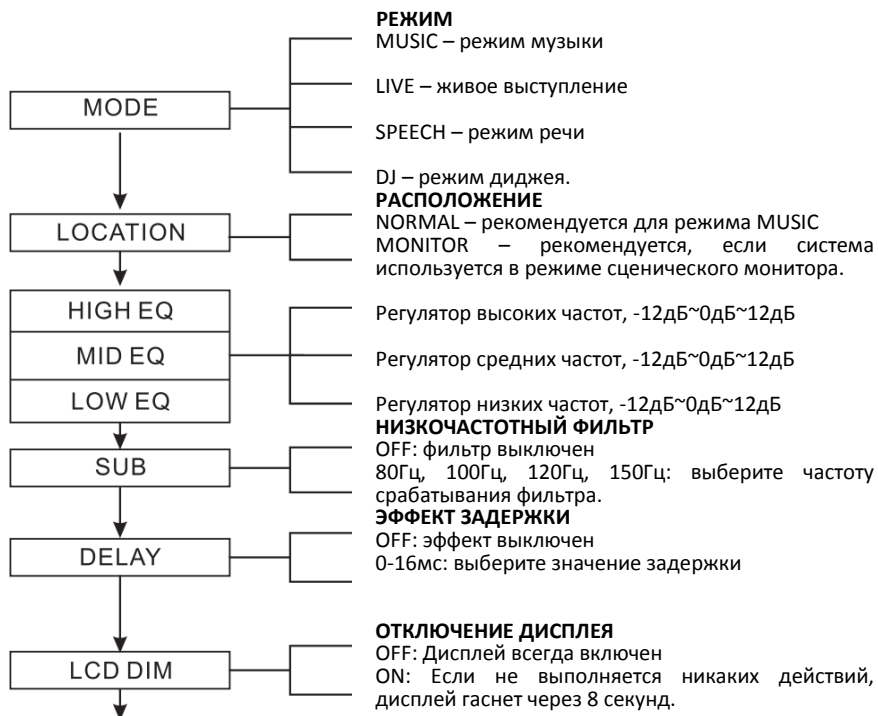 РЕЖИМ
MUSIC – режим музыки
LIVE – живое выступление
MODE
SPEECH – режим речи
DJ – режим диджея.
РАСПОЛОЖЕНИЕ
LOCATION
NORMAL – рекомендуется для режима MUSIC
MONITOR – рекомендуется, если система
используется в режиме сценического монитора.
HIGH EQ
Регулятор высоких частот, -12дБ~0дБ~12дБ
MID EQ
Регулятор средних частот, -12дБ~0дБ~12дБ
LOW EQ
Регулятор низких частот, -12дБ~0дБ~12дБ
НИЗКОЧАСТОТНЫЙ ФИЛЬТР
SUB
OFF: фильтр выключен
80Гц, 100Гц, 120Гц, 150Гц: выберите частоту
срабатывания фильтра.
ЭФФЕКТ ЗАДЕРЖКИ
DELAY
OFF: эффект выключен
0-16мс: выберите значение задержки
ОТКЛЮЧЕНИЕ ДИСПЛЕЯ
LCD DIM
OFF: Дисплей всегда включен
ON: Если не выполняется никаких действий,
дисплей гаснет через 8 секунд.